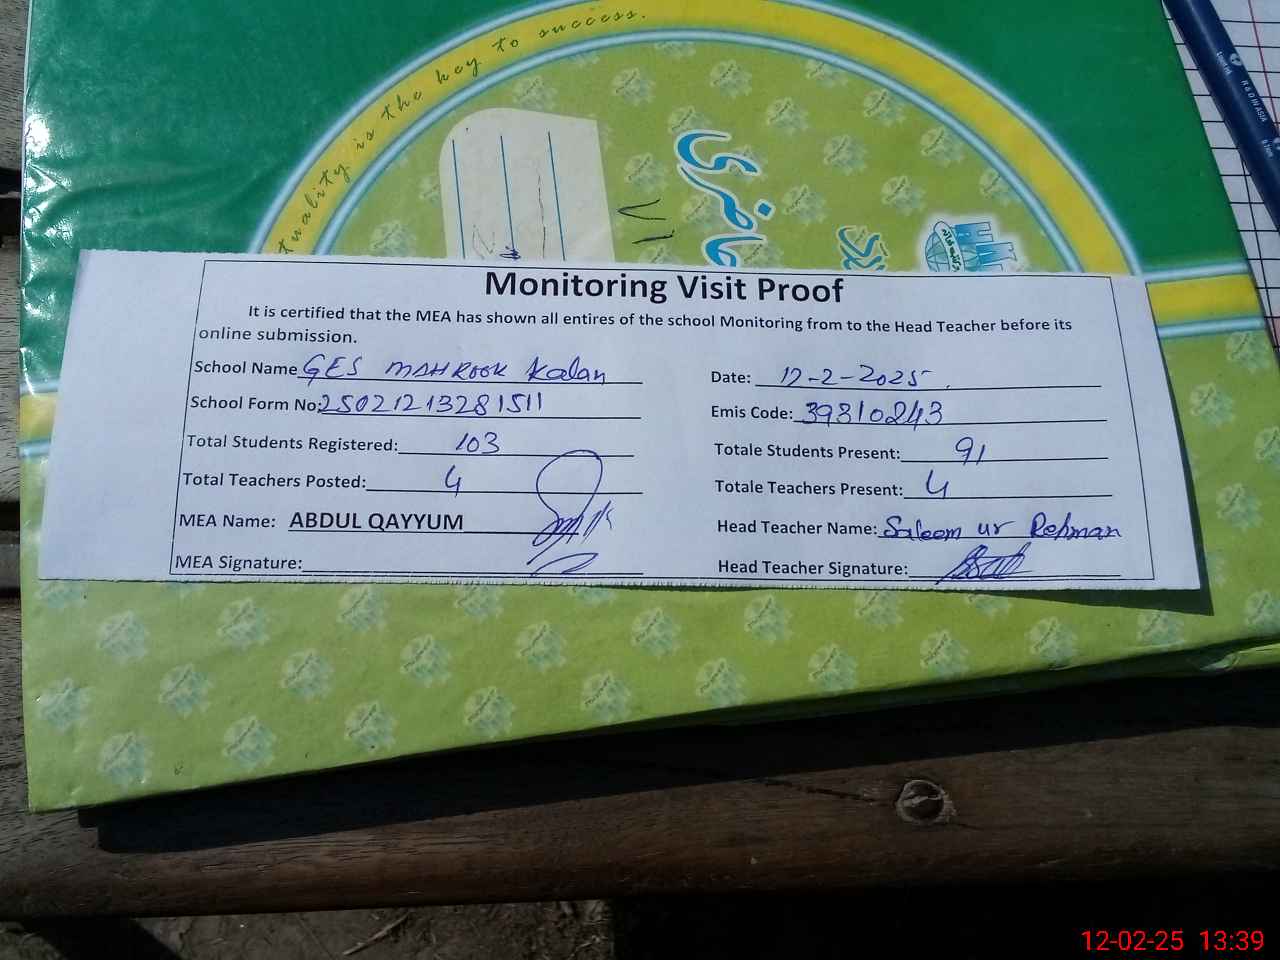 tuality is the key to success.
حاضری
Monitoring Visit Proof
It is certified that the MEA has shown all entires of the school Monitoring from to the Head Teacher before its
online submission.
School Name GES MAHROOK Kalan
Date: 12-2-2025
School Form No: 25021213281511
Emis Code: 39310243
Total Students Registered: 103
Totale Students Present: 91
Total Teachers Posted: 4
Totale Teachers Present: 4
MEA Name: ABDUL QAYYUM
Head Teacher Name: Saleem ur Rehman
MEA Signature:
Head Teacher Signature:
12-02-25 13:39